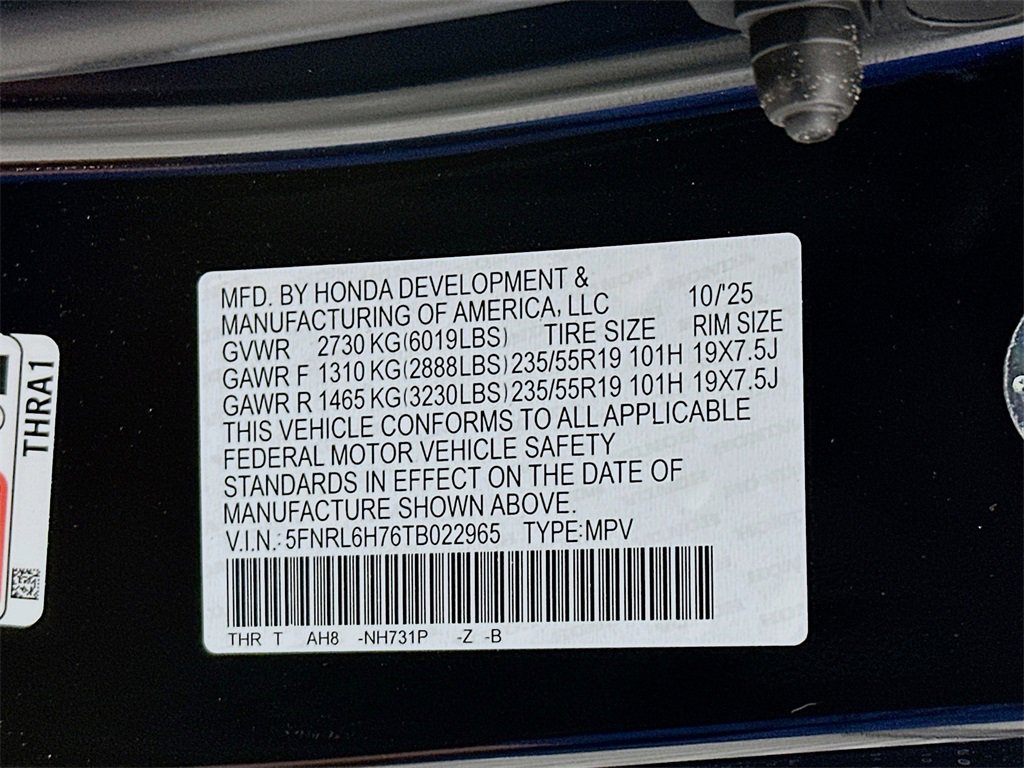 MFD. BY HONDA DEVELOPMENT &
MANUFACTURING OF AMERICA, LLC 10/'25
GVWR 2730 KG(6019LBS) TIRE SIZE RIM SIZE
GAWR F 1310 KG(2888LBS) 235/55R19 101H 19X7.5J
GAWR R 1465 KG(3230LBS) 235/55R19 101H 19X7.5J
THIS VEHICLE CONFORMS TO ALL APPLICABLE
FEDERAL MOTOR VEHICLE SAFETY
STANDARDS IN EFFECT ON THE DATE OF
MANUFACTURE SHOWN ABOVE.
V.I.N.: 5FNRL6H76TB022965 TYPE:MPV
THR T AH8 -NH731P -Z -B
THRA1